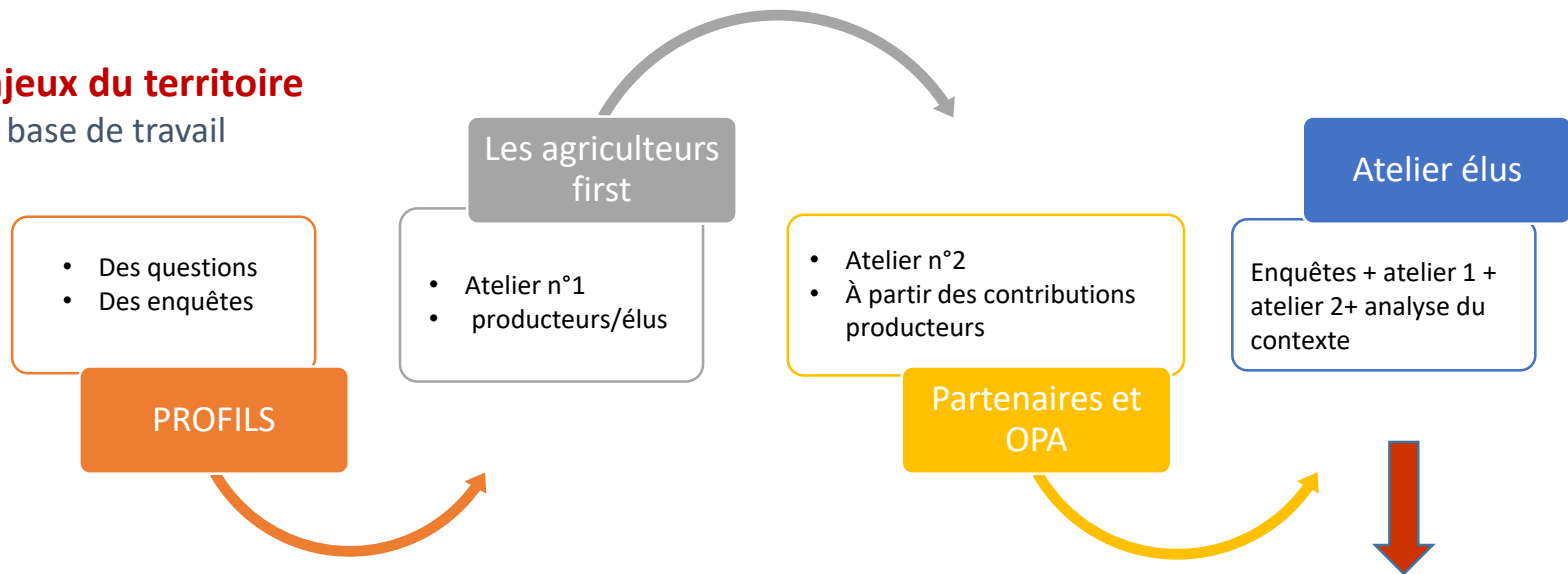 jeux du territoire
base de travail
• Des questions
• Des enquêtes
PROFILS
Les agriculteurs
first
• Atelier n°1
• producteurs/élus
• Atelier n°2
• À partir des contributions
producteurs
Partenaires et
OPA
Atelier élus
Enquêtes + atelier 1 +
atelier 2+ analyse du
contexte